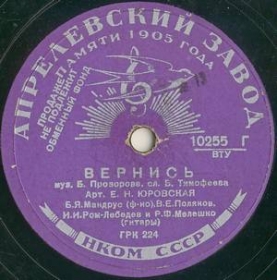 АПРЕЛЕВСКИЙ ЗАВОД
ПАМЯТИ 1905 ГОДА
ПРОДАЖЕ
НЕ ПОДЛЕЖИТ
ОБМЕННЫЙ ФОНД
10255 Г
ВТУ
ВЕРНИСЬ
муз. Б. Прозоровс. сл. Б. Тимофеева
Арт. Е. Н. ЮРОВСКАЯ
Б.Я.Мандрус (ф-но),В.Е.Поляков,
И.И.Ром-Лебедев и Р.Ф.Мелешко
(гитары)
ГРК 224
НКОМ СССР